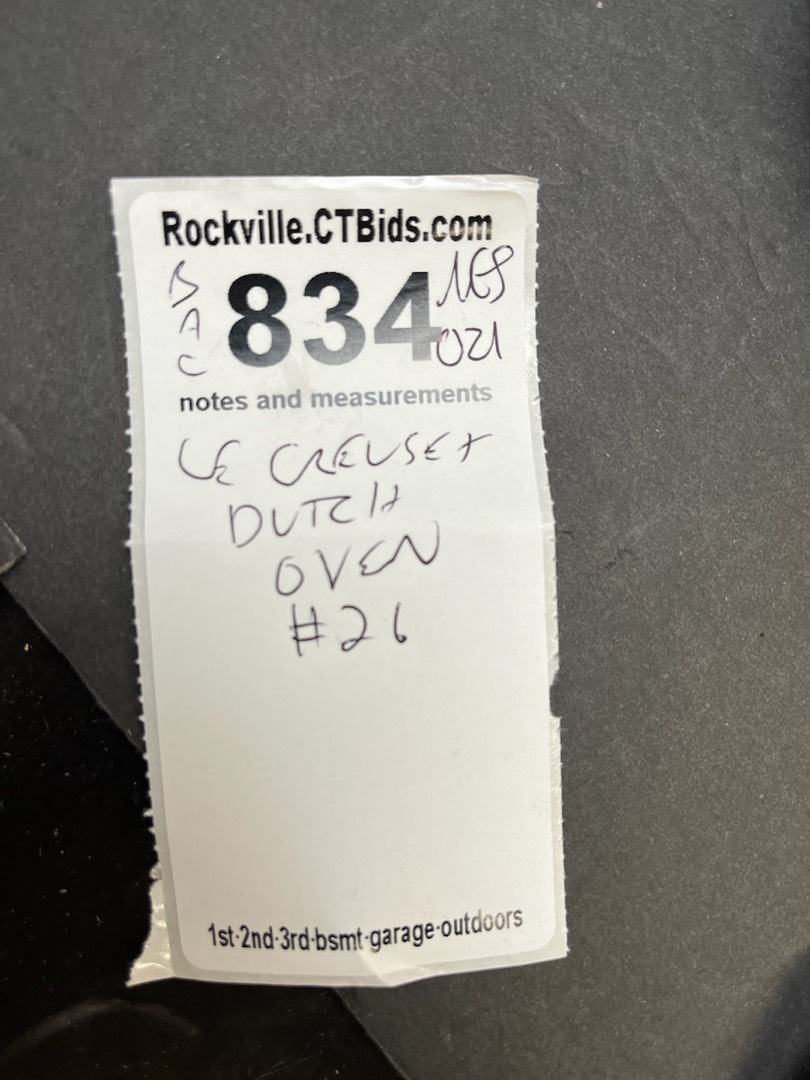 Rockville.CTBids.com
BAC
834
021
notes and measurements
LE CREUSET
DUTCH
OVEN
#26
1st·2nd·3rd·bsmt·garage·outdoors